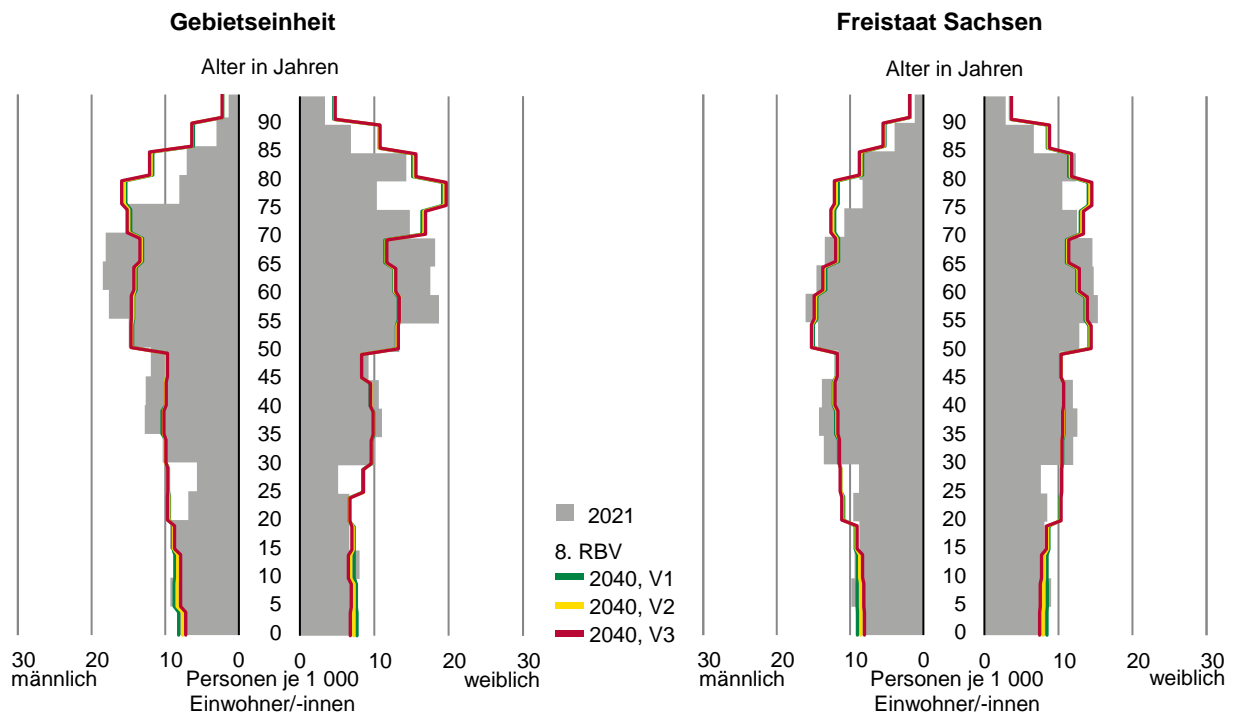 Gebietseinheit
Alter in Jahren
90
85
80
75
70
65
60
55
50
45
40
35
30
25
20
15
10
5
0
30 20 10 0 0 10 20 30
männlich Personen je 1 000 weiblich
Einwohner/-innen
2021
8. RBV
2040, V1
2040, V2
2040, V3
Freistaat Sachsen
Alter in Jahren
90
85
80
75
70
65
60
55
50
45
40
35
30
25
20
15
10
5
0
30 20 10 0 0 10 20 30
männlich Personen je 1 000 weiblich
Einwohner/-innen